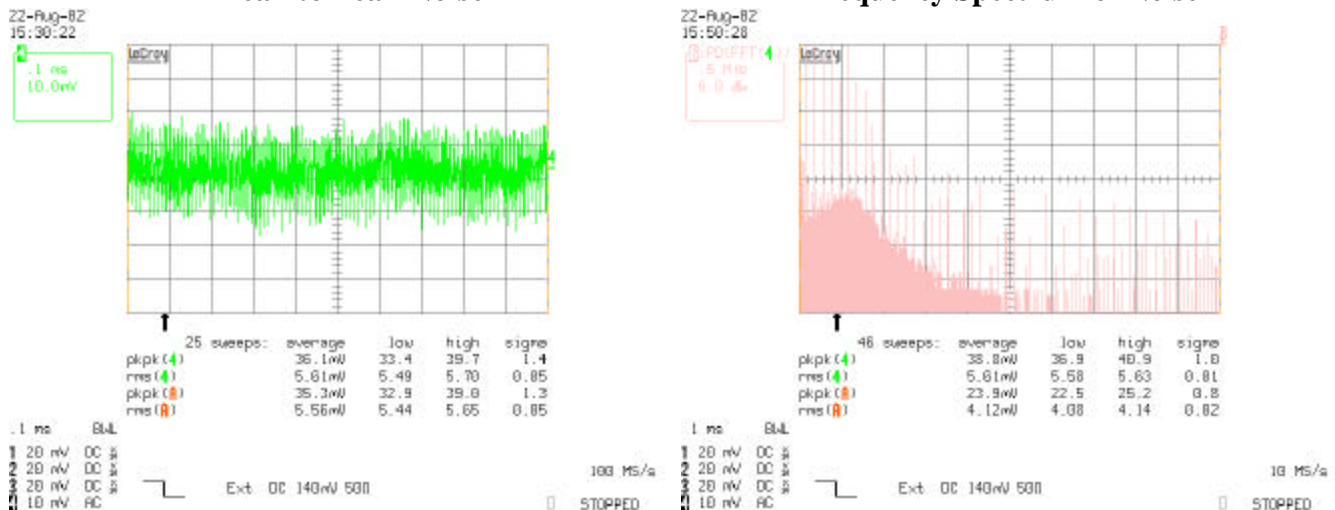 22-Aug-02
15:30:22
.1 ms
10.0mV
LeCroy
4
25 sweeps: average low high sigma
pkpk(4) 36.1mV 33.4 39.7 1.4
rms(4) 5.61mV 5.49 5.70 0.05
pkpk(A) 35.3mV 32.9 39.0 1.3
rms(A) 5.56mV 5.44 5.65 0.05
.1 ms BWL
1 20 mV DC
2 20 mV DC
3 20 mV DC
4 10 mV AC
Ext DC 140mV 50Ω
100 MS/s
STOPPED
22-Aug-02
15:50:28
LeCroy
46 sweeps: average low high sigma
pkpk(4) 38.8mV 36.9 40.9 1.0
rms(4) 5.61mV 5.58 5.63 0.01
pkpk(A) 23.9mV 22.5 25.2 0.8
rms(A) 4.12mV 4.08 4.14 0.02
1 ms BWL
1 20 mV DC
2 20 mV DC
3 20 mV DC
4 10 mV AC
Ext DC 140mV 50Ω
10 MS/s
STOPPED